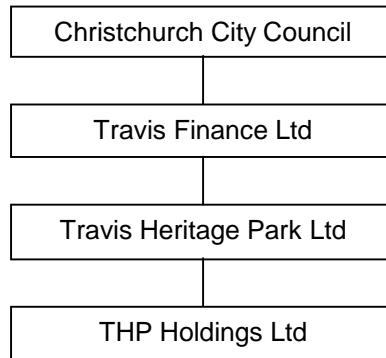 Christchurch City Council
Travis Finance Ltd
Travis Heritage Park Ltd
THP Holdings Ltd